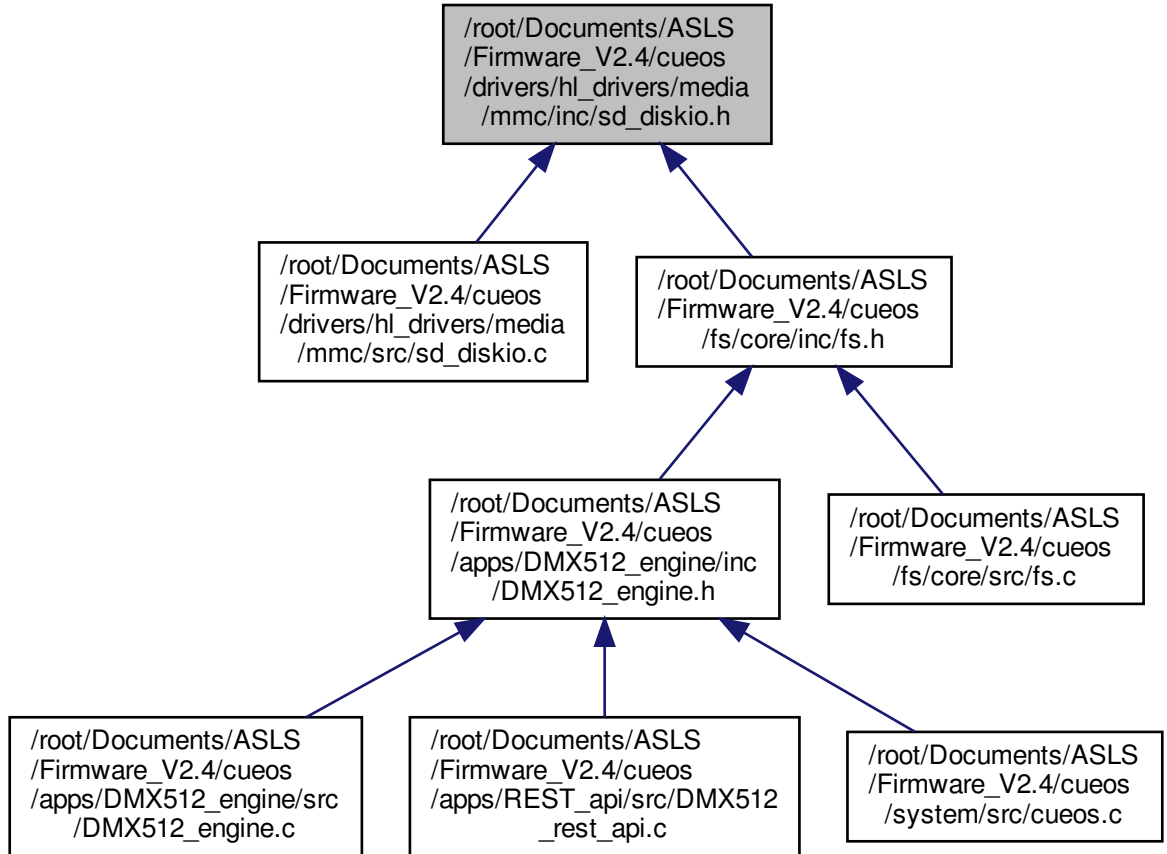 /root/Documents/ASLS
/Firmware_V2.4/cueos
/drivers/hl_drivers/media
/mmc/inc/sd_diskio.h
/root/Documents/ASLS
/Firmware_V2.4/cueos
/drivers/hl_drivers/media
/mmc/src/sd_diskio.c
/root/Documents/ASLS
/Firmware_V2.4/cueos
/fs/core/inc/fs.h
/root/Documents/ASLS
/Firmware_V2.4/cueos
/apps/DMX512_engine/inc
/DMX512_engine.h
/root/Documents/ASLS
/Firmware_V2.4/cueos
/fs/core/src/fs.c
/root/Documents/ASLS
/Firmware_V2.4/cueos
/apps/DMX512_engine/src
/DMX512_engine.c
/root/Documents/ASLS
/Firmware_V2.4/cueos
/apps/REST_api/src/DMX512
_rest_api.c
/root/Documents/ASLS
/Firmware_V2.4/cueos
/system/src/cueos.c